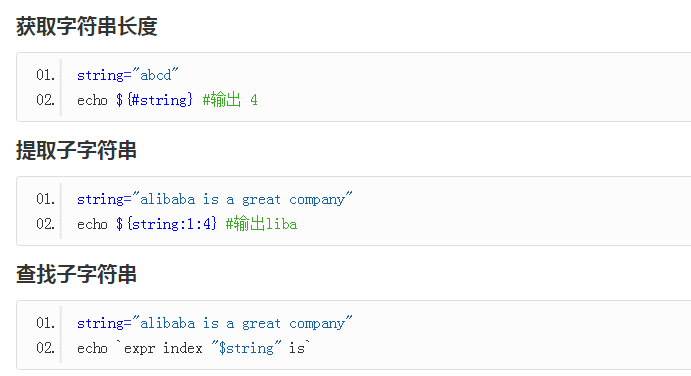 获取字符串长度
01. string="abcd"
02. echo ${#string} #输出 4
提取子字符串
01. string="alibaba is a great company"
02. echo ${string:1:4} #输出liba
查找子字符串
01. string="alibaba is a great company"
02. echo `expr index "$string" is`